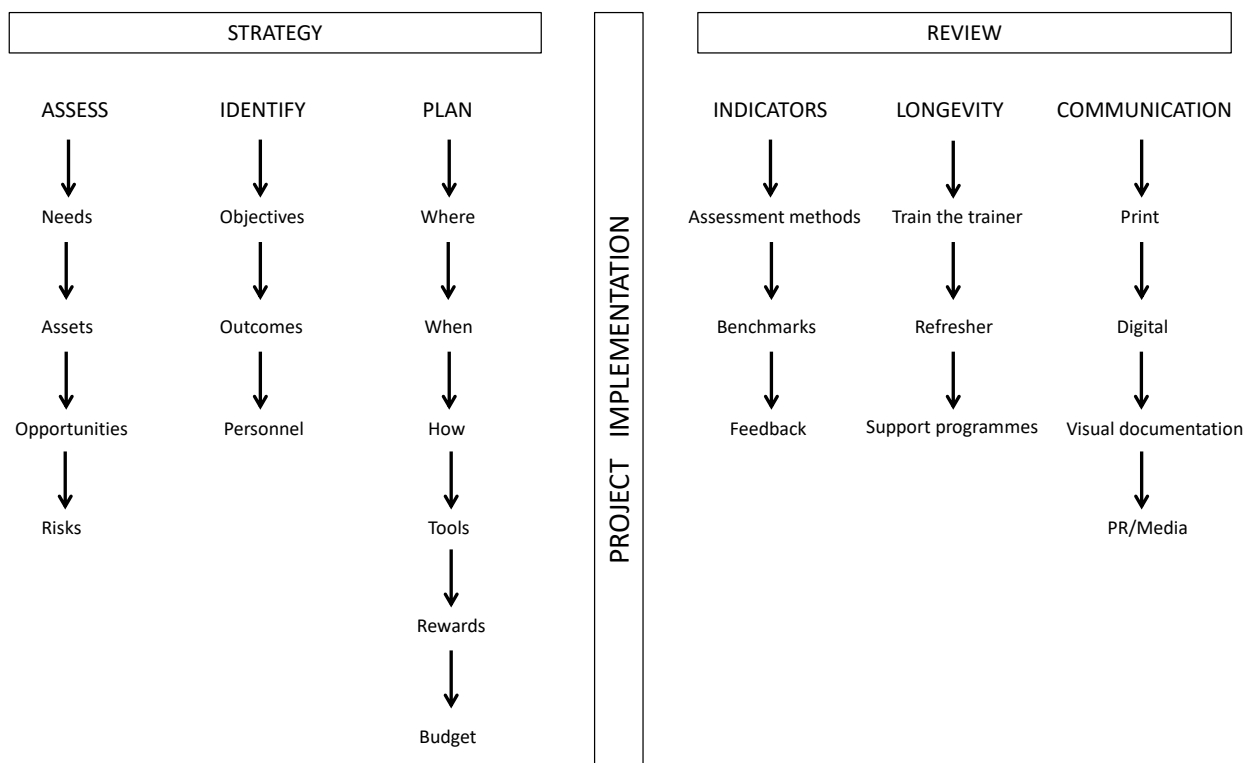 STRATEGY
ASSESS
Needs
Assets
Opportunities
Risks
IDENTIFY
Objectives
Outcomes
Personnel
PLAN
Where
When
How
Tools
Rewards
Budget
PROJECT IMPLEMENTATION
REVIEW
INDICATORS
Assessment methods
Benchmarks
Feedback
LONGEVITY
Train the trainer
Refresher
Support programmes
COMMUNICATION
Print
Digital
Visual documentation
PR/Media